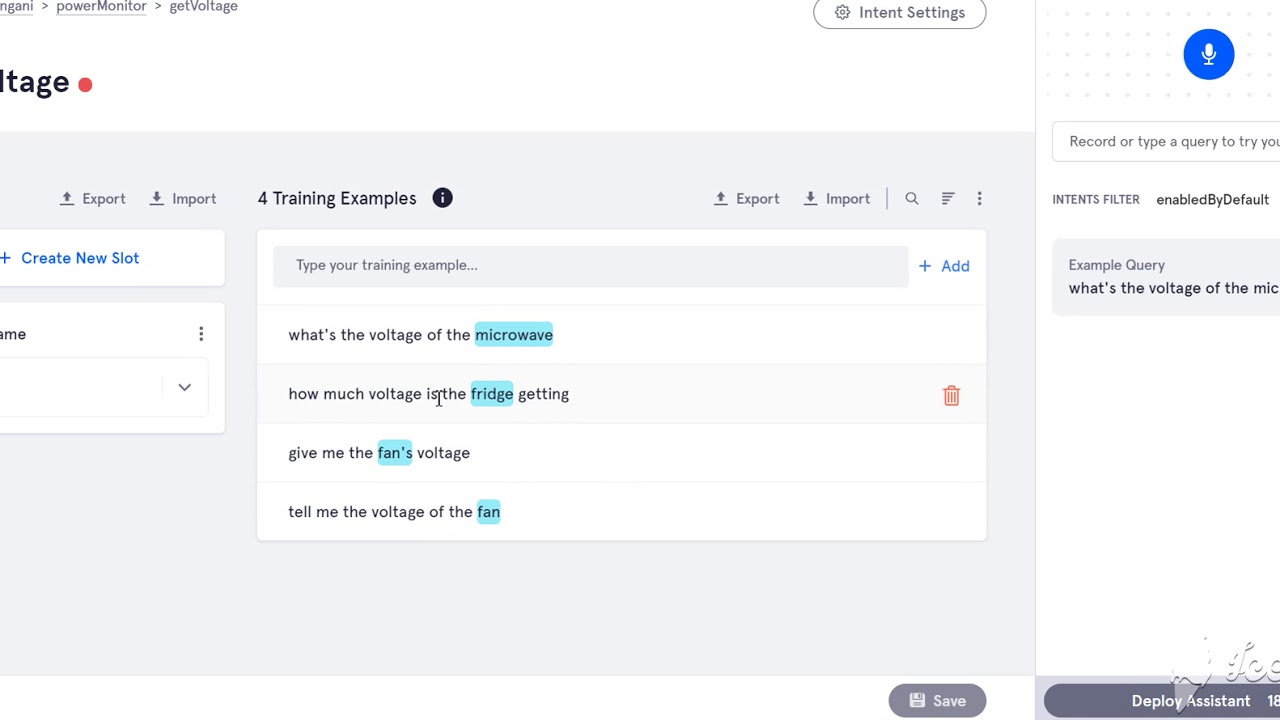 ngani > powerMonitor > getVoltage
Intent Settings
ltage
Record or type a query to try you
Export Import
4 Training Examples
Export Import
INTENTS FILTER enabledByDefault
+ Create New Slot
Type your training example...
+ Add
Example Query
what's the voltage of the mic
what's the voltage of the microwave
ame
how much voltage is the fridge getting
give me the fan's voltage
tell me the voltage of the fan
Save
Deploy Assistant 18